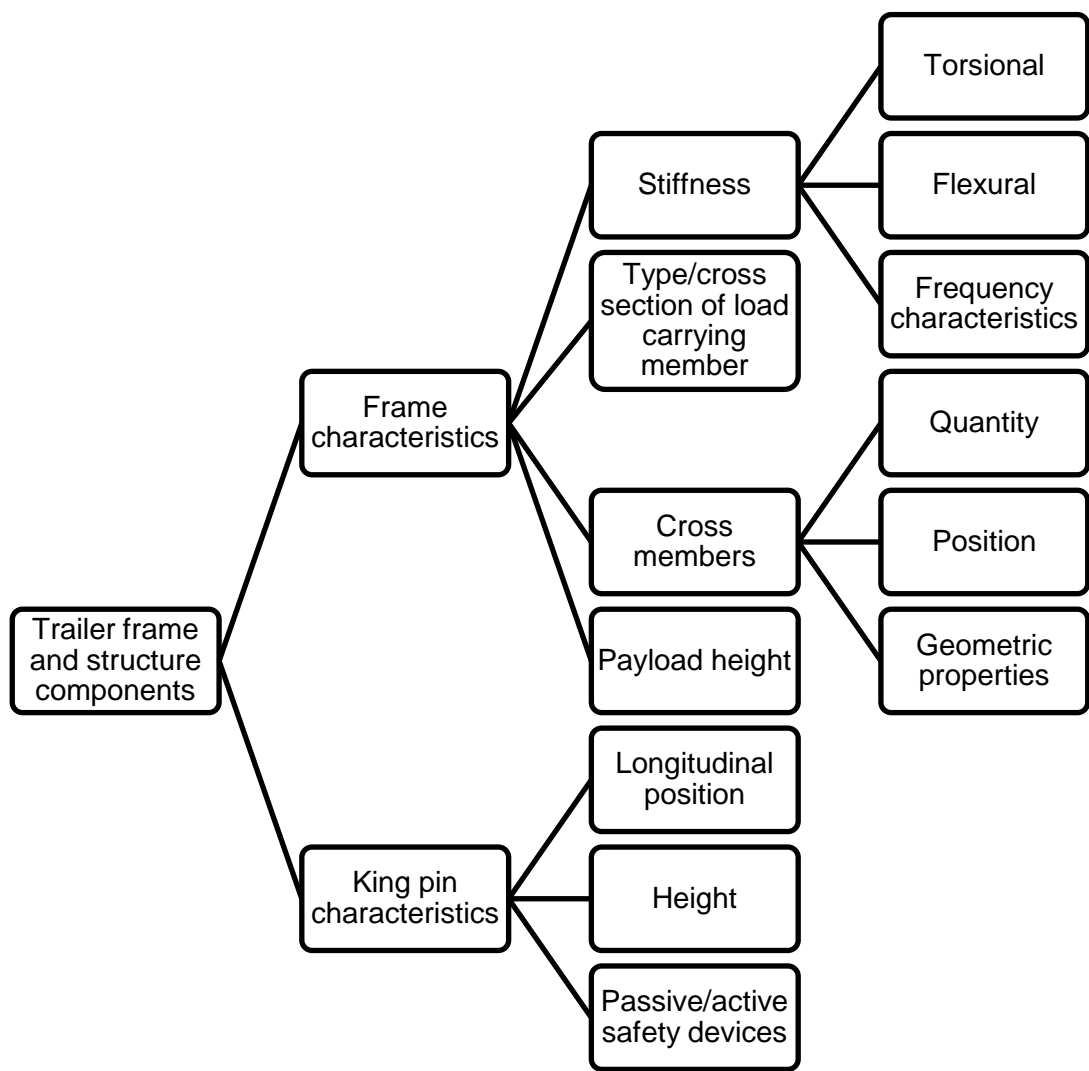 Trailer frame
and structure
components
Frame
characteristics
Stiffness
Torsional
Flexural
Frequency
characteristics
Type/cross
section of load
carrying
member
Cross
members
Quantity
Position
Geometric
properties
Payload height
King pin
characteristics
Longitudinal
position
Height
Passive/active
safety devices